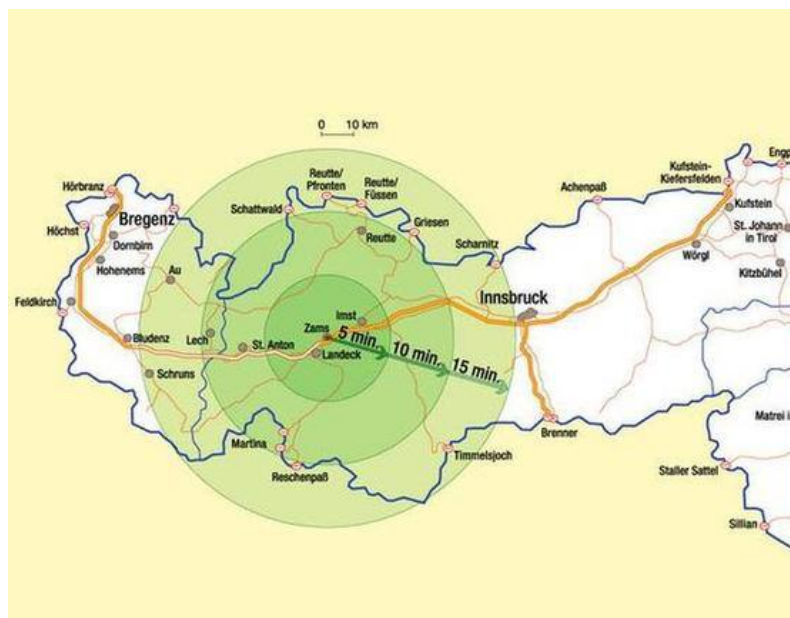 0 10 km
Engp
Kufstein-
Kiefersfelden
Reutte/
Pfronten
Reutte/
Füssen
Achenpaß
Hörbranz
Bregenz
Schattwald
Kufstein
Höchst
Griesen
St. Johann
in Tirol
Dornbirn
Reutte
Scharnitz
Wörgl
Hohenems
Au
Kitzbühel
Feldkirch
Innsbruck
Imst
Zams
Bludenz
Lech
St. Anton
5 min.
10 min.
15 min.
Landeck
Schruns
Matrei i
Martina
Brenner
Timmelsjoch
Reschenpaß
Staller Sattel
Sillian